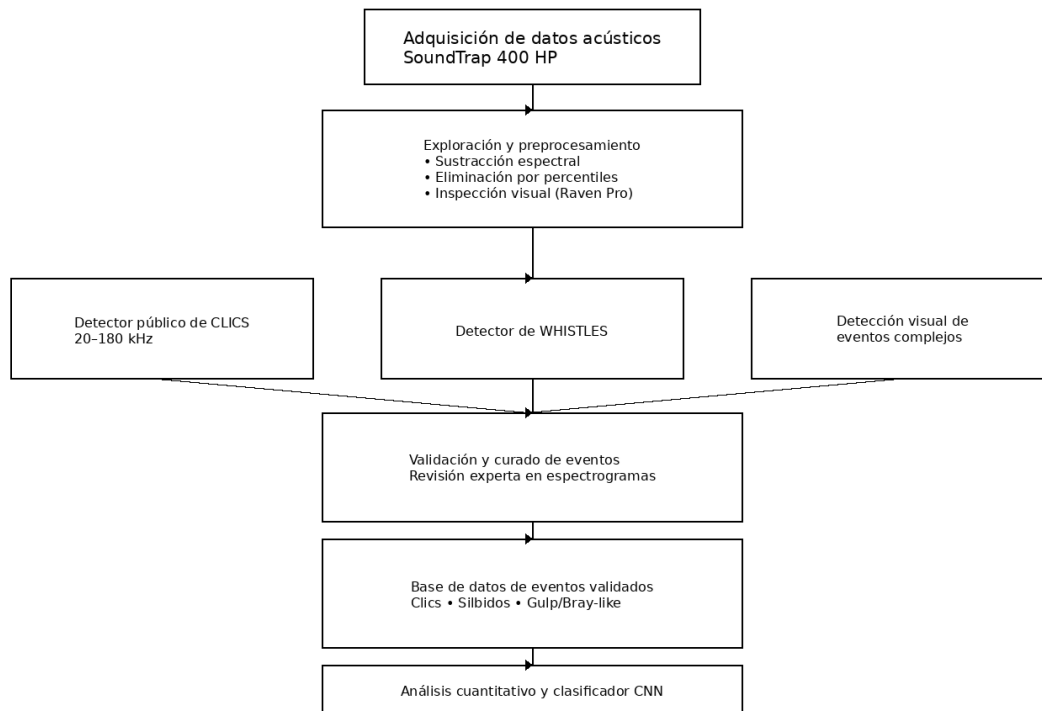 Adquisición de datos acústicos
SoundTrap 400 HP
Exploración y preprocesamiento
• Sustracción espectral
• Eliminación por percentiles
• Inspección visual (Raven Pro)
Detector público de CLICS
20–180 kHz
Detector de WHISTLES
Detección visual de
eventos complejos
Validación y curado de eventos
Revisión experta en espectrogramas
Base de datos de eventos validados
Clics • Silbidos • Gulp/Bray-like
Análisis cuantitativo y clasificador CNN